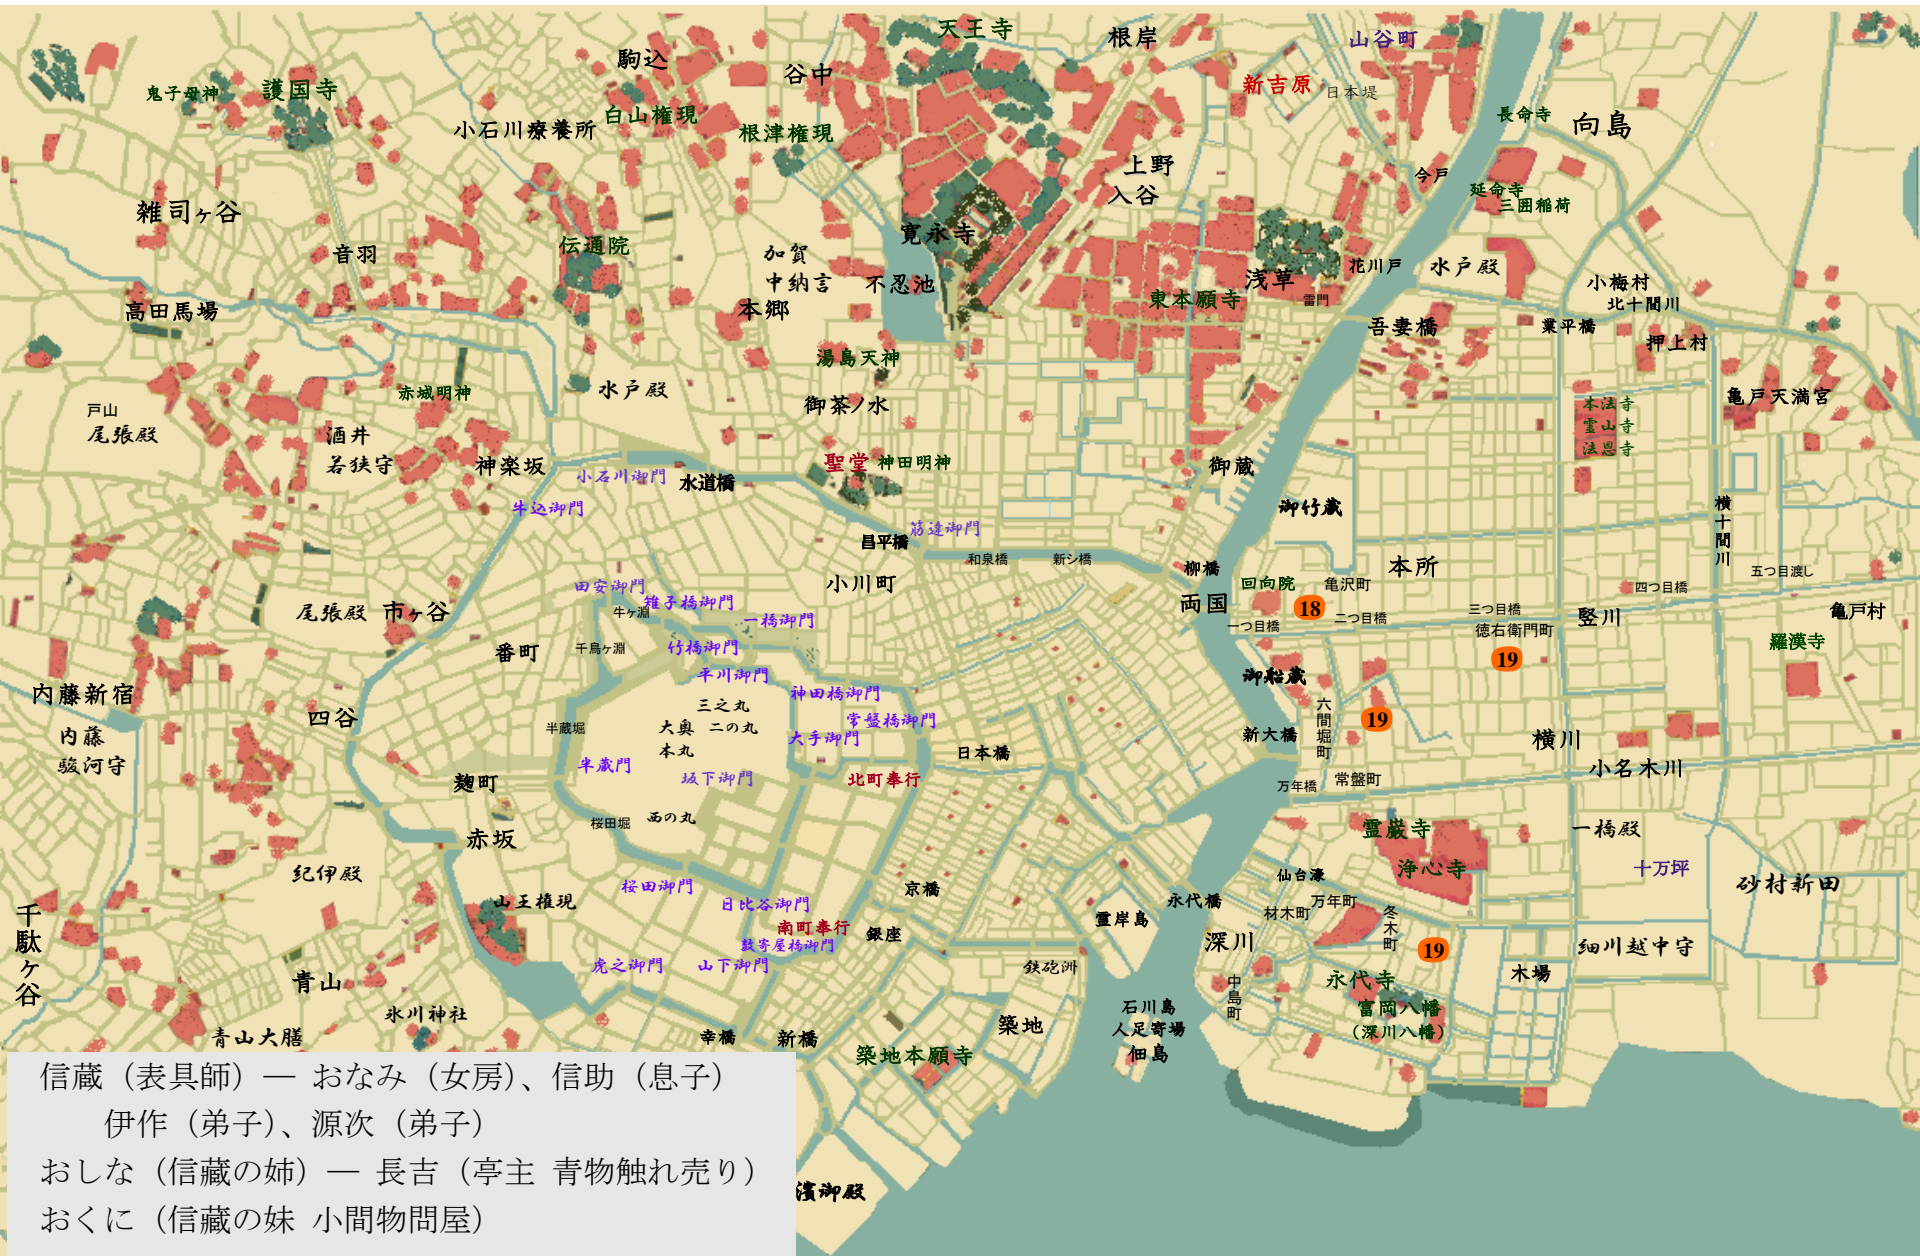 天王寺
根岸
山谷町
駒込
谷中
新吉原
日本堤
鬼子母神
護国寺
白山権現
小石川療養所
根津権現
長命寺
向島
上野
入谷
今戸
延命寺
三囲稲荷
雑司ヶ谷
音羽
伝通院
加賀
中納言
寛永寺
不忍池
本郷
浅草
花川戸
水戸殿
東本願寺
雷門
小梅村
北十間川
高田馬場
吾妻橋
業平橋
押上村
湯島天神
赤城明神
水戸殿
御茶ノ水
本法寺
霊山寺
法恩寺
亀戸天満宮
戸山
尾張殿
酒井
若狭守
神楽坂
小石川御門
水道橋
聖堂
神田明神
御蔵
牛込御門
御竹蔵
横十間川
筋違御門
昌平橋
和泉橋
新シ橋
柳橋
本所
小川町
回向院
亀沢町
五つ目渡し
四つ目橋
田安御門
雉子橋御門
牛ヶ淵
一橋御門
両国
18
一つ目橋
二つ目橋
三つ目橋
徳右衛門町
竪川
亀戸村
尾張殿
市ヶ谷
番町
千鳥ヶ淵
竹橋御門
平川御門
19
羅漢寺
御船蔵
内藤新宿
神田橋御門
四谷
三之丸
大奥
二の丸
本丸
常盤橋御門
大手御門
六間堀町
19
半蔵堀
新大橋
内藤
駿河守
半蔵門
坂下御門
北町奉行
日本橋
横川
小名木川
麹町
万年橋
常盤町
桜田堀
西の丸
赤坂
霊巌寺
一橋殿
浄心寺
十万坪
砂村新田
紀伊殿
桜田御門
京橋
仙台濠
山王権現
日比谷御門
永代橋
材木町
万年町
冬木町
千駄ヶ谷
南町奉行
数寄屋橋御門
銀座
霊岸島
深川
19
細川越中守
虎之御門
山下御門
鉄砲洲
木場
青山
中島町
永代寺
富岡八幡
(深川八幡)
氷川神社
石川島
人足寄場
佃島
築地
青山大膳
幸橋
新橋
築地本願寺
信蔵（表具師）― おなみ（女房）、信助（息子）
伊作（弟子）、源次（弟子）
おしな（信藏の姉）― 長吉（亭主 青物触れ売り）
おくに（信藏の妹 小間物問屋）
濱御殿